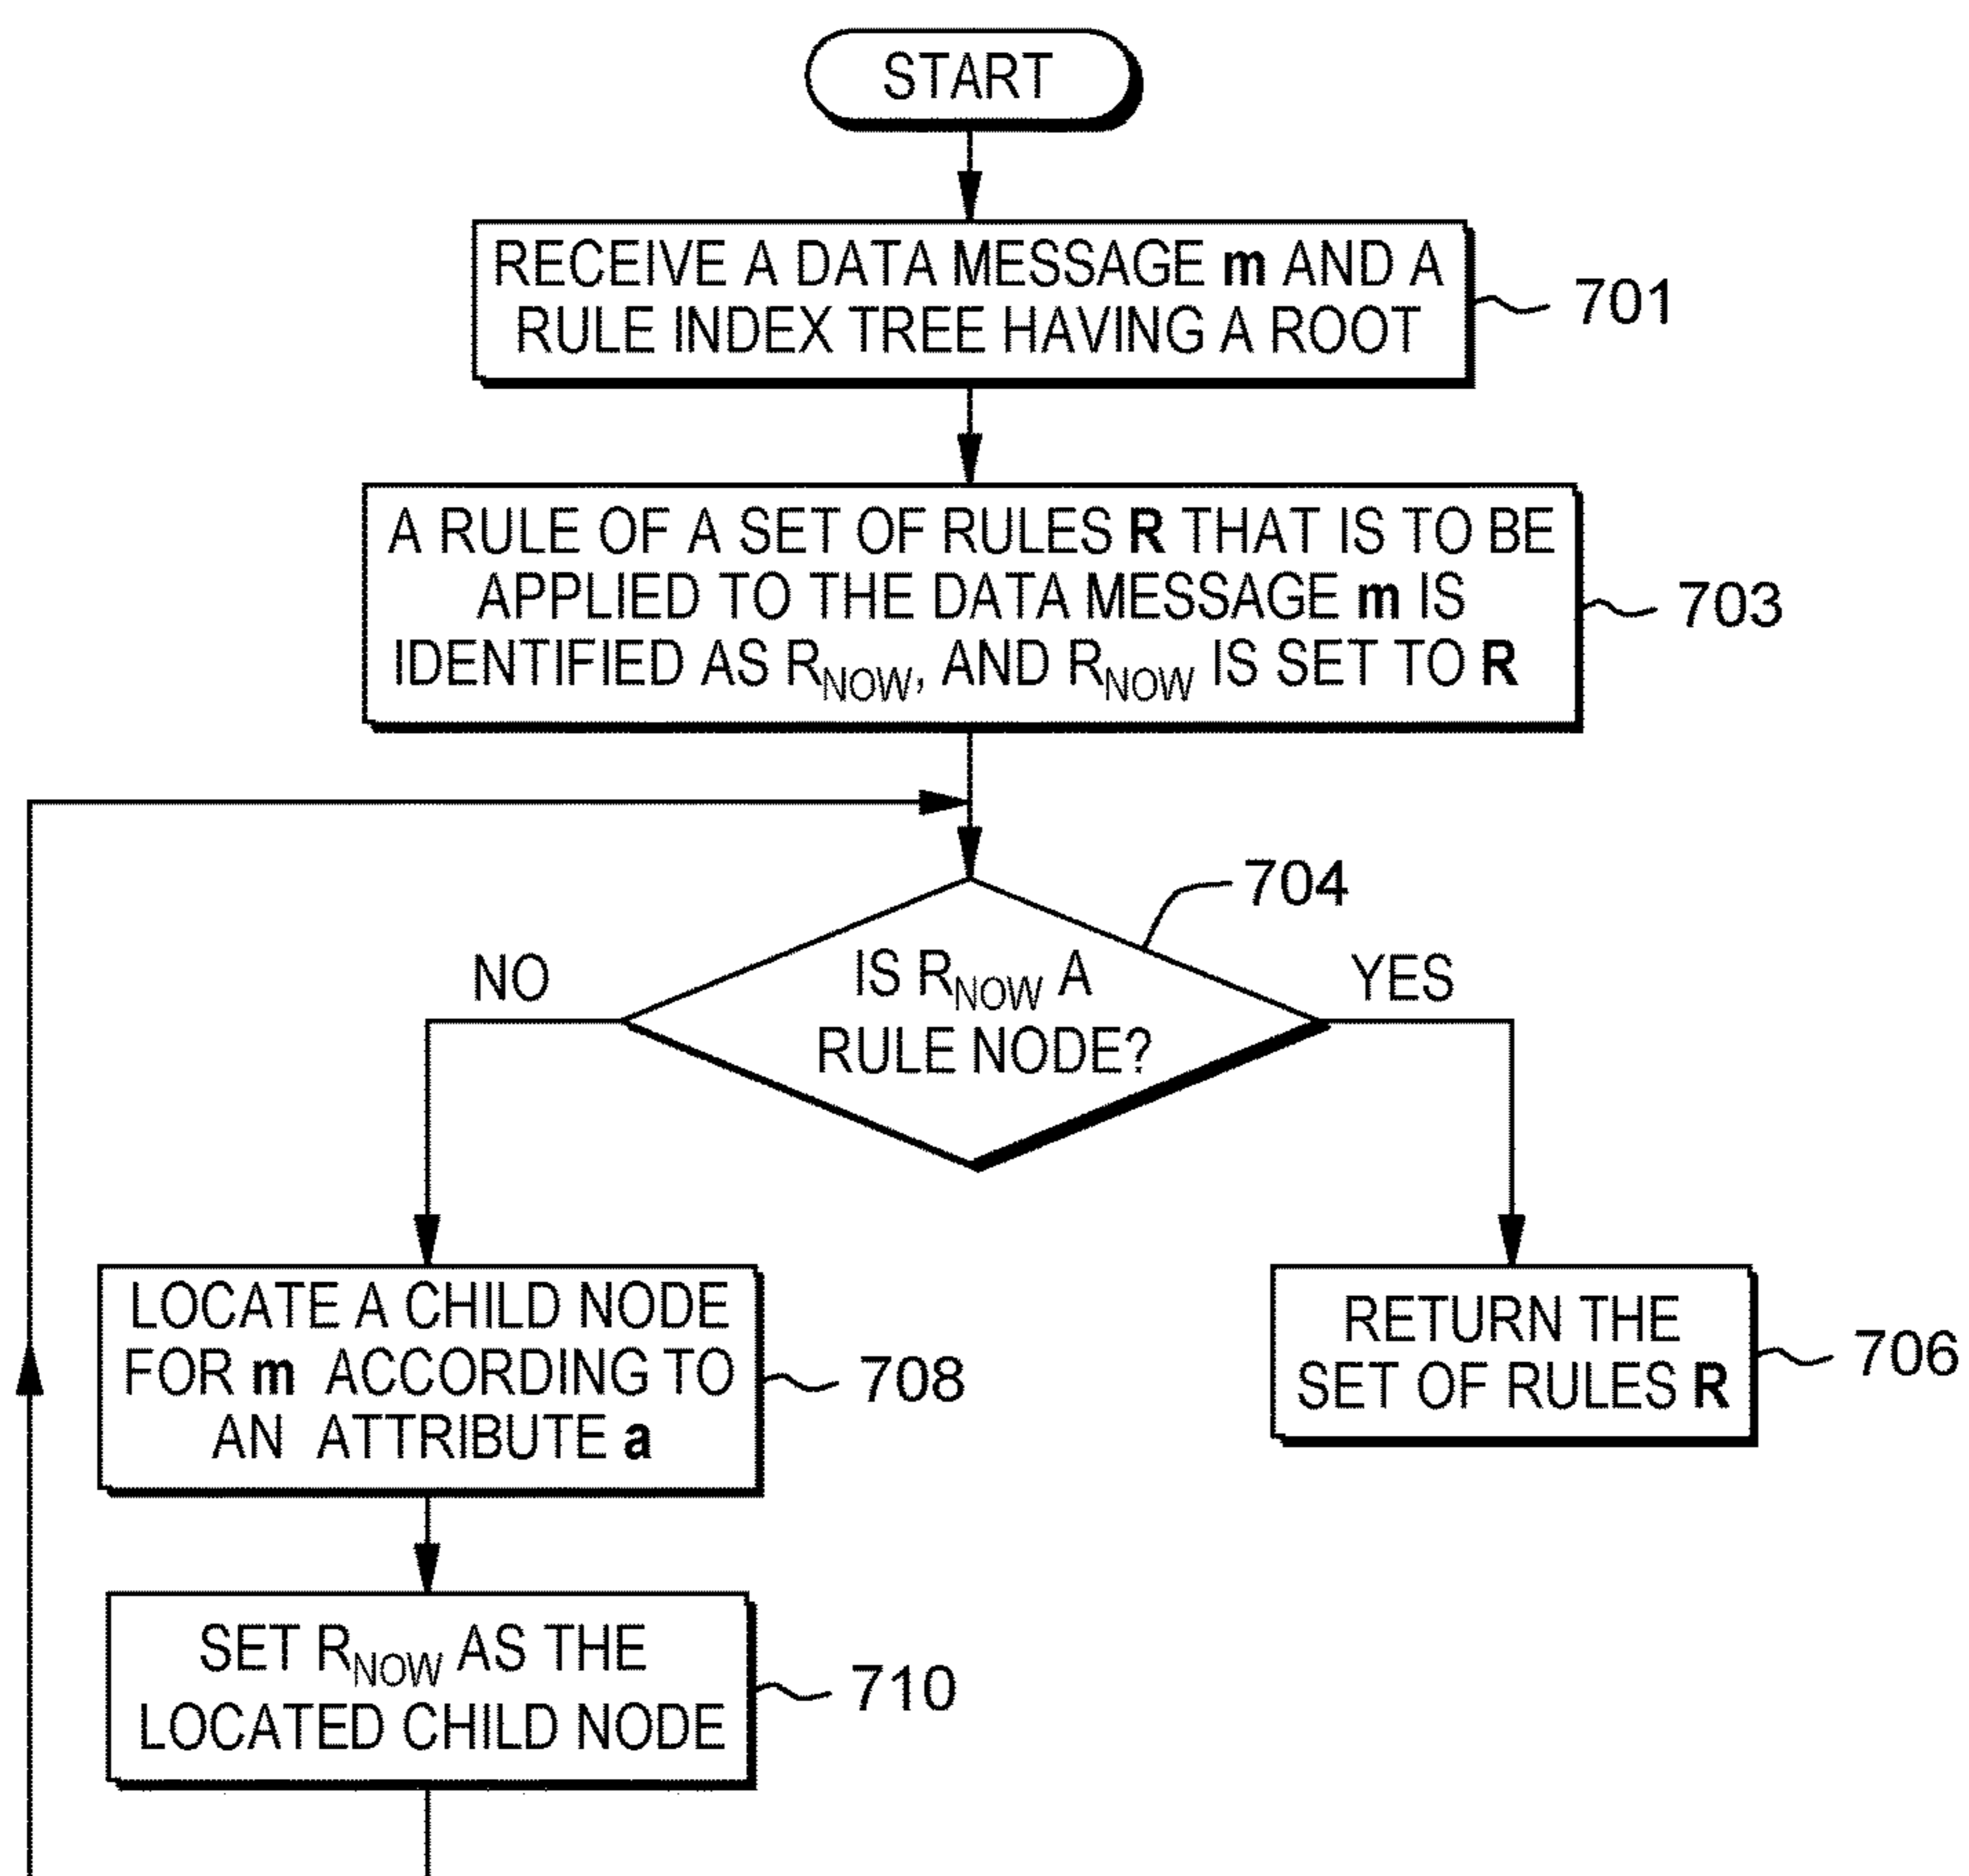 START
RECEIVE A DATA MESSAGE m AND A
RULE INDEX TREE HAVING A ROOT
701
A RULE OF A SET OF RULES R THAT IS TO BE
APPLIED TO THE DATA MESSAGE m IS
IDENTIFIED AS RNOW, AND RNOW IS SET TO R
703
704
NO
IS RNOW A
RULE NODE?
YES
LOCATE A CHILD NODE
FOR m ACCORDING TO
AN ATTRIBUTE a
708
RETURN THE
SET OF RULES R
706
SET RNOW AS THE
LOCATED CHILD NODE
710